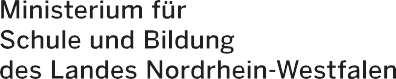 Ministerium für
Schule und Bildung
des Landes Nordrhein-Westfalen